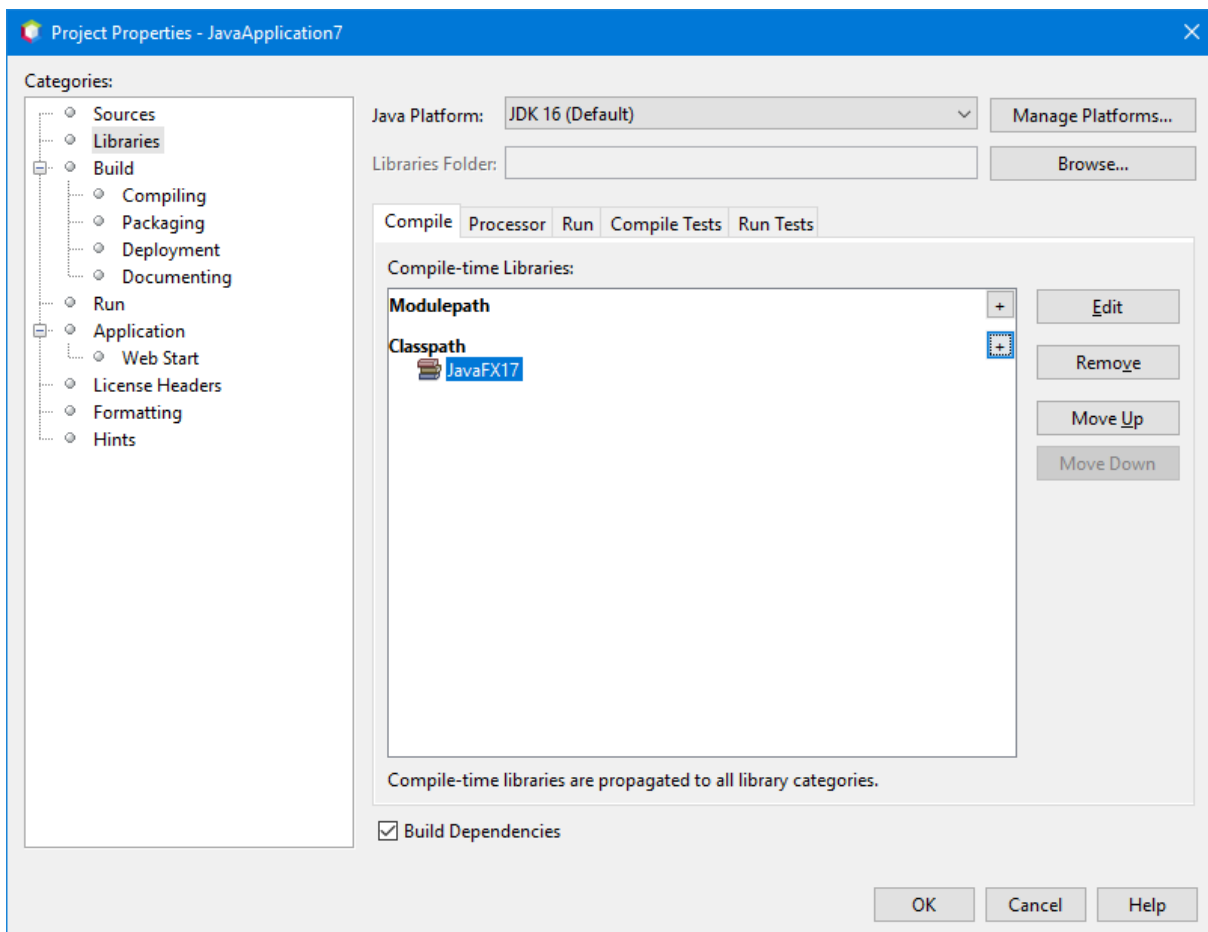 Project Properties - JavaApplication7
Categories:
Sources
Libraries
Build
Compiling
Packaging
Deployment
Documenting
Run
Application
Web Start
License Headers
Formatting
Hints
Java Platform: JDK 16 (Default) Manage Platforms...
Libraries Folder: Browse...
Compile Processor Run Compile Tests Run Tests
Compile-time Libraries:
Modulepath +
Classpath +
JavaFX17
Edit
Remove
Move Up
Move Down
Compile-time libraries are propagated to all library categories.
Build Dependencies
OK Cancel Help